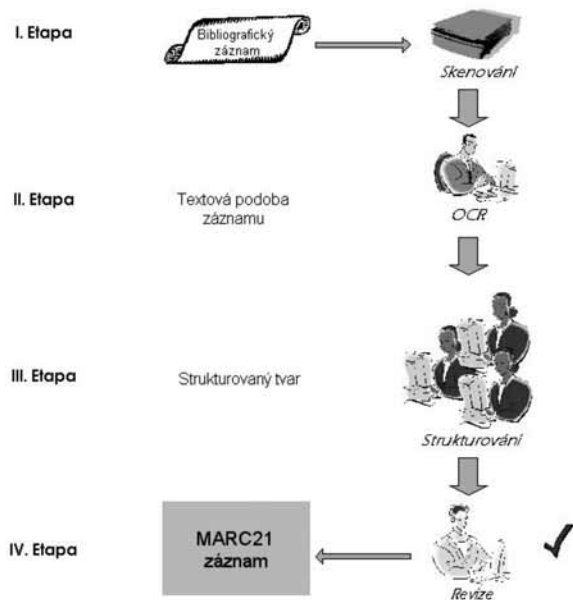 I. Etapa
Bibliografický
záznam
Skenování
II. Etapa
Textová podoba
záznamu
OCR
III. Etapa
Strukturovaný tvar
Strukturování
IV. Etapa
MARC21
záznam
Revize